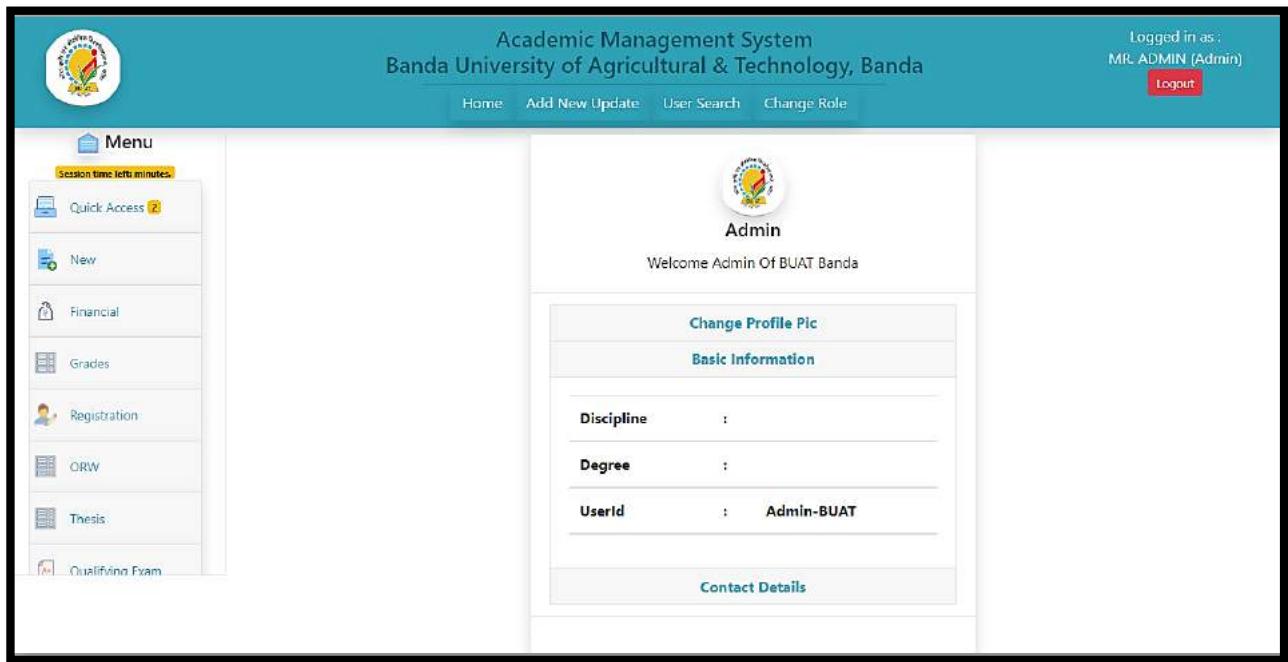 Academic Management System
Banda University of Agricultural & Technology, Banda
Logged in as :
MR. ADMIN (Admin)
Logout
Home Add New Update User Search Change Role
Menu
Session time left: minutes.
Quick Access 2
New
Financial
Grades
Registration
ORW
Thesis
Qualifying Exam
Admin
Welcome Admin Of BUAT Banda
Change Profile Pic
Basic Information
Discipline :
Degree :
UserId : Admin-BUAT
Contact Details